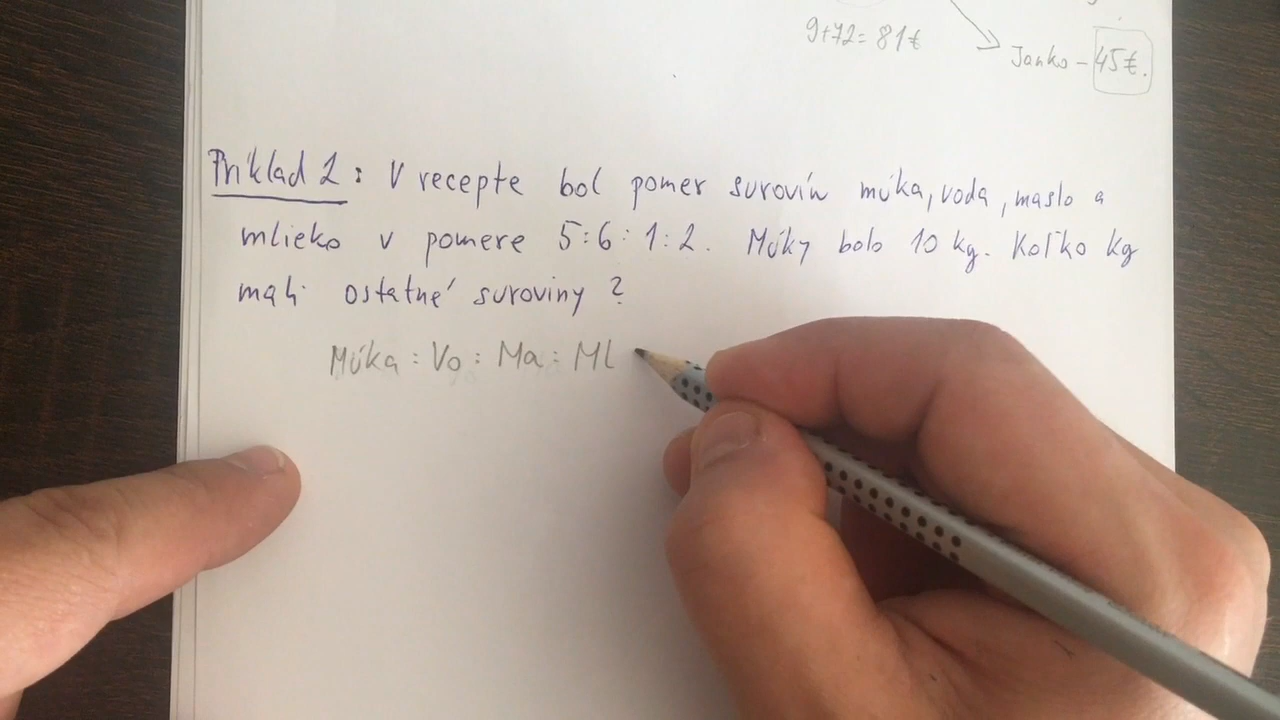 9+72=81€
Janko - 45€.
Príklad 2: V recepte bol pomer surovín múka, voda, maslo a
mlieko v pomere 5:6:1:2. Múky bolo 10 kg. Koľko kg
mali ostatné suroviny?
Múka : Vo : Ma : Ml